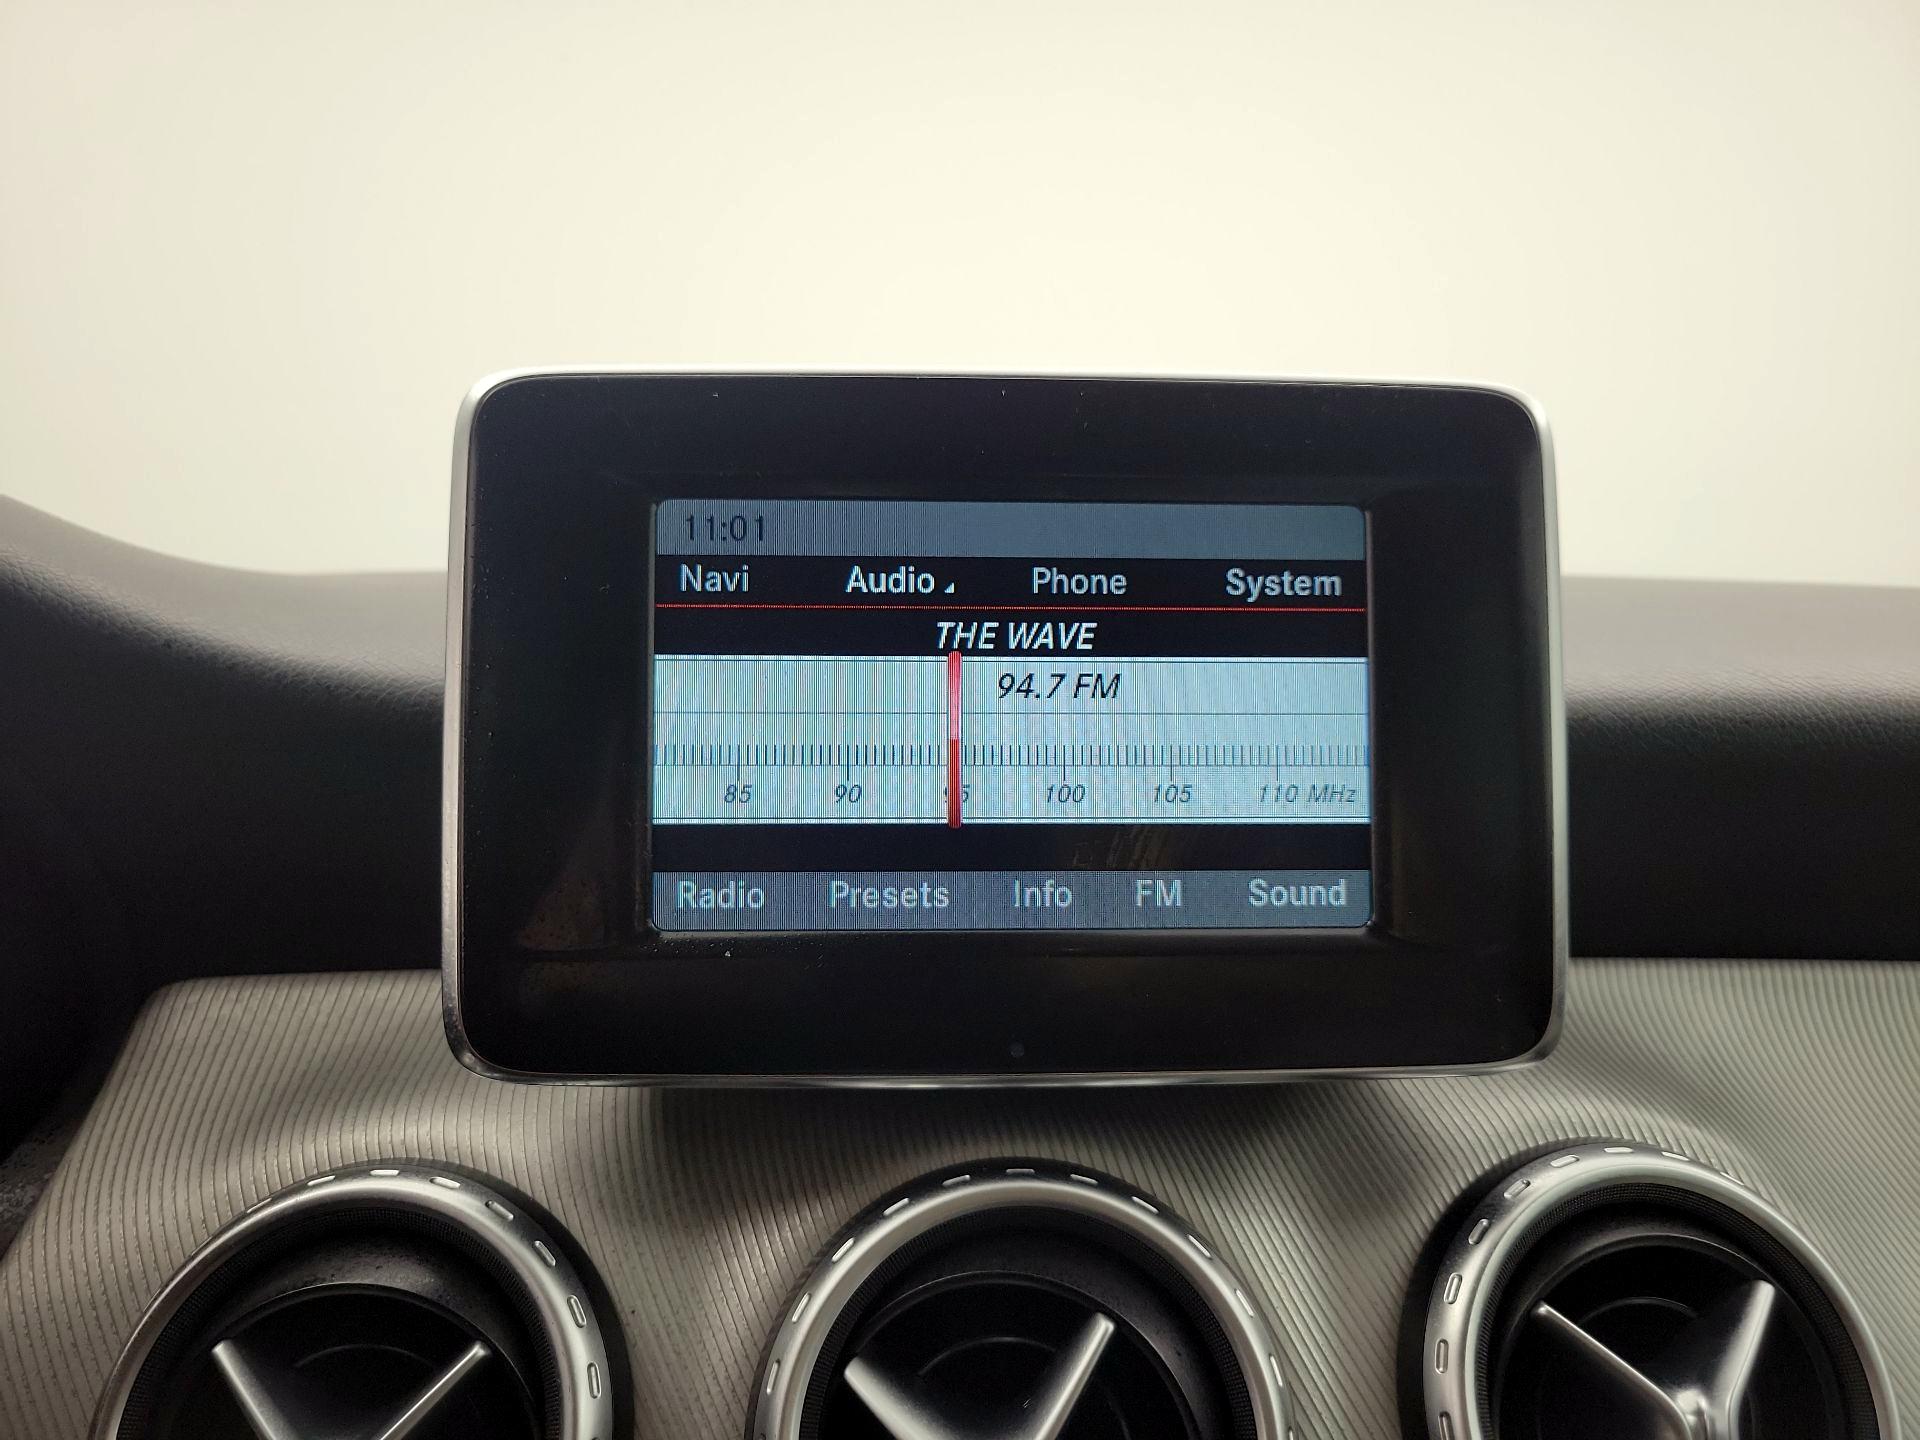 11:01
Navi Audio Phone System
THE WAVE
94.7 FM
85 90 95 100 105 110 MHz
Radio Presets Info FM Sound